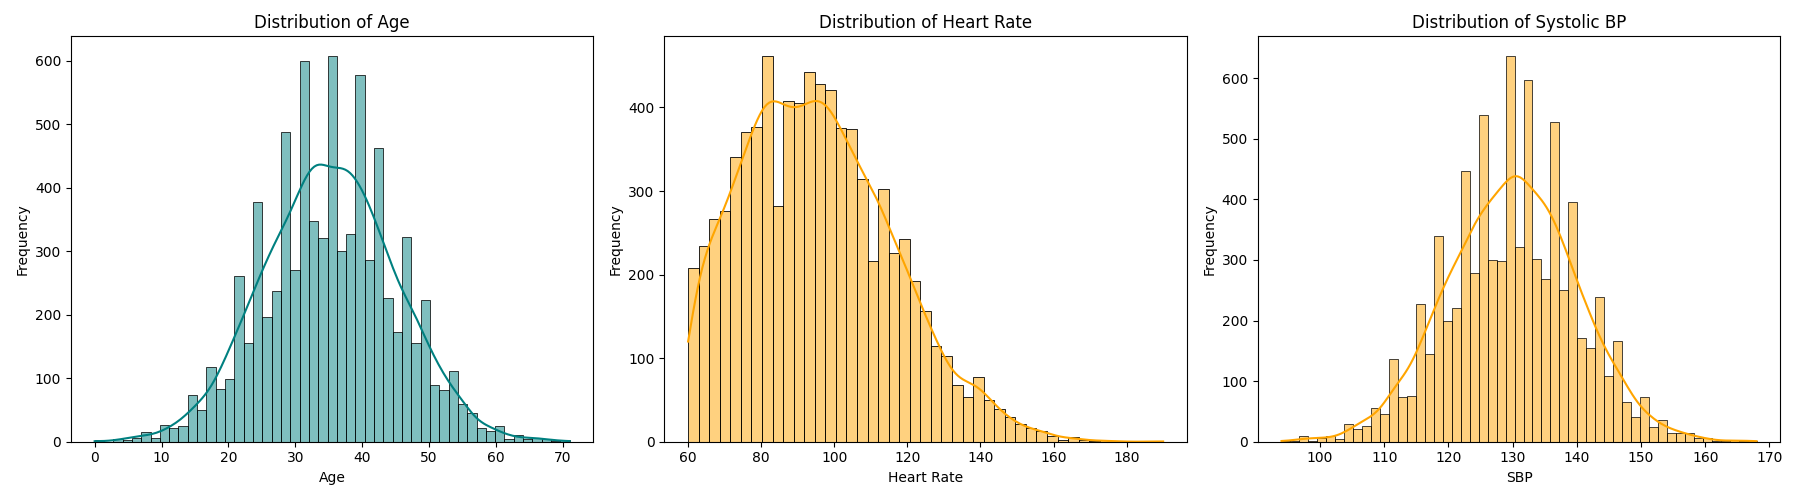 Distribution of Age
Frequency
600
500
400
300
200
100
0
0 10 20 30 40 50 60 70
Age
Distribution of Heart Rate
Frequency
400
300
200
100
0
60 80 100 120 140 160 180
Heart Rate
Distribution of Systolic BP
Frequency
600
500
400
300
200
100
0
100 110 120 130 140 150 160 170
SBP